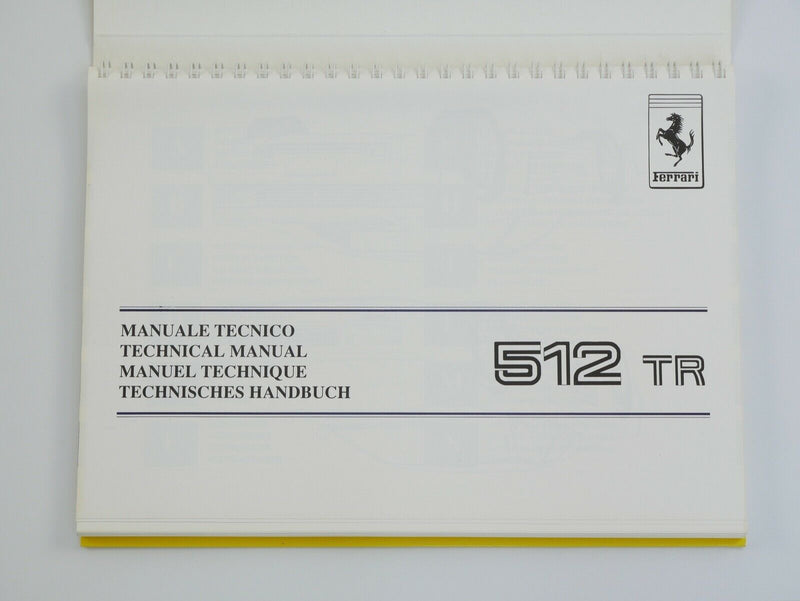 Ferrari
MANUALE TECNICO
TECHNICAL MANUAL
MANUEL TECHNIQUE
TECHNISCHES HANDBUCH
512 TR